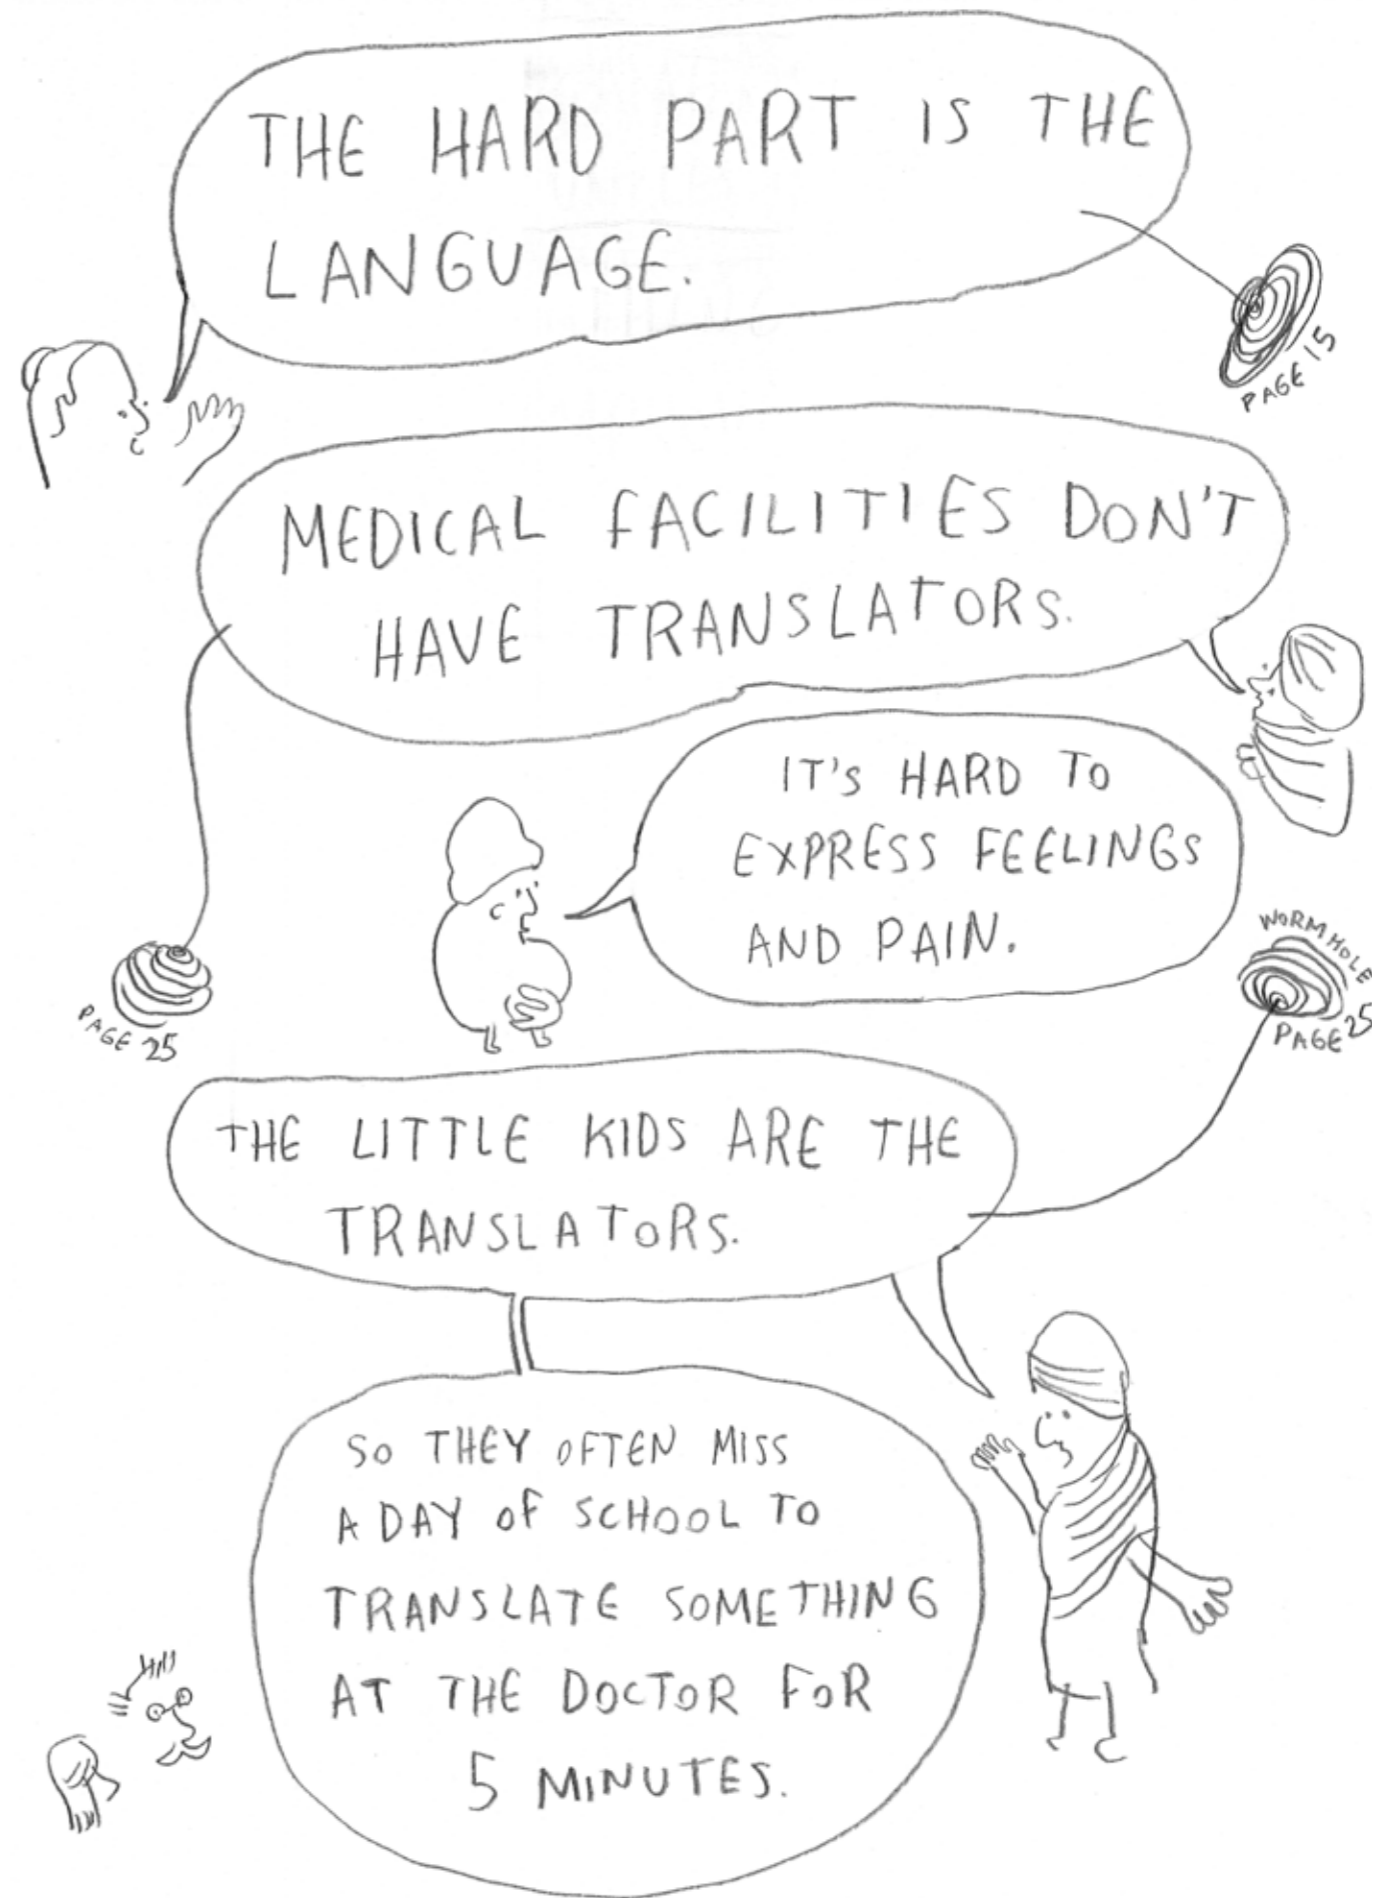 THE HARD PART IS THE
LANGUAGE.
PAGE 15
MEDICAL FACILITIES DON'T
HAVE TRANSLATORS.
IT'S HARD TO
EXPRESS FEELINGS
AND PAIN.
WORMHOLE
PAGE 25
PAGE 25
THE LITTLE KIDS ARE THE
TRANSLATORS.
SO THEY OFTEN MISS
A DAY OF SCHOOL TO
TRANSLATE SOMETHING
AT THE DOCTOR FOR
5 MINUTES.